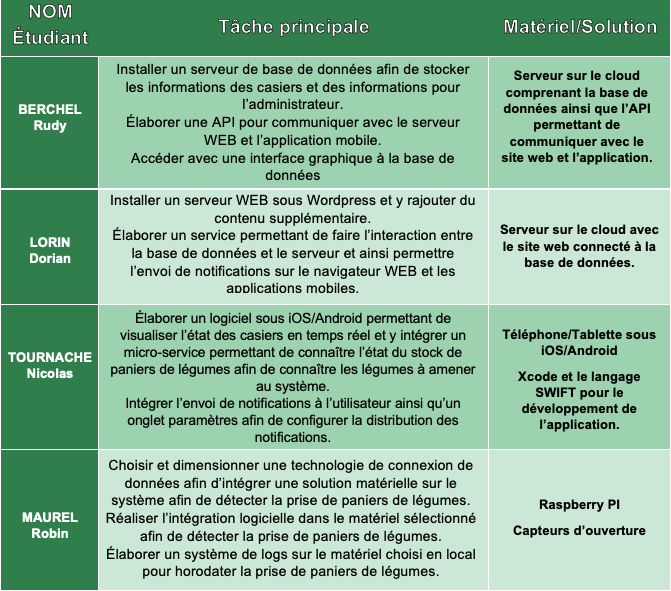 NOM
Étudiant
Tâche principale
Matériel/Solution
BERCHEL
Rudy
Installer un serveur de base de données afin de stocker
les informations des casiers et des informations pour
l’administrateur.
Élaborer une API pour communiquer avec le serveur
WEB et l’application mobile.
Accéder avec une interface graphique à la base de
données
Serveur sur le cloud
comprenant la base de
données ainsi que l’API
permettant de
communiquer avec le
site web et l’application.
LORIN
Dorian
Installer un serveur WEB sous Wordpress et y rajouter du
contenu supplémentaire.
Élaborer un service permettant de faire l’interaction entre
la base de données et le serveur et ainsi permettre
l’envoi de notifications sur le navigateur WEB et les
applications mobiles.
Serveur sur le cloud avec
le site web connecté à la
base de données.
TOURNACHE
Nicolas
Élaborer un logiciel sous iOS/Android permettant de
visualiser l’état des casiers en temps réel et y intégrer un
micro-service permettant de connaître l’état du stock de
paniers de légumes afin de connaître les légumes à amener
au système.
Intégrer l’envoi de notifications à l’utilisateur ainsi qu’un
onglet paramètres afin de configurer la distribution des
notifications.
Téléphone/Tablette sous
iOS/Android
Xcode et le langage
SWIFT pour le
développement de
l’application.
MAUREL
Robin
Choisir et dimensionner une technologie de connexion de
données afin d’intégrer une solution matérielle sur le
système afin de détecter la prise de paniers de légumes.
Réaliser l’intégration logicielle dans le matériel sélectionné
afin de détecter la prise de paniers de légumes.
Élaborer un système de logs sur le matériel choisi en local
pour horodater la prise de paniers de légumes.
Raspberry PI
Capteurs d’ouverture